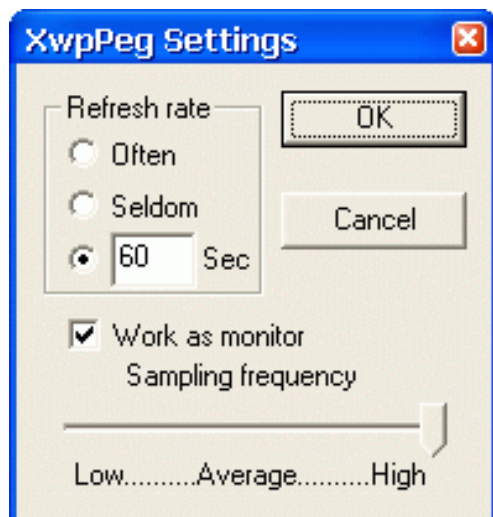 XwpPeg Settings
Refresh rate
OK
Often
Seldom
Cancel
60 Sec
Work as monitor
Sampling frequency
Low..........Average..........High